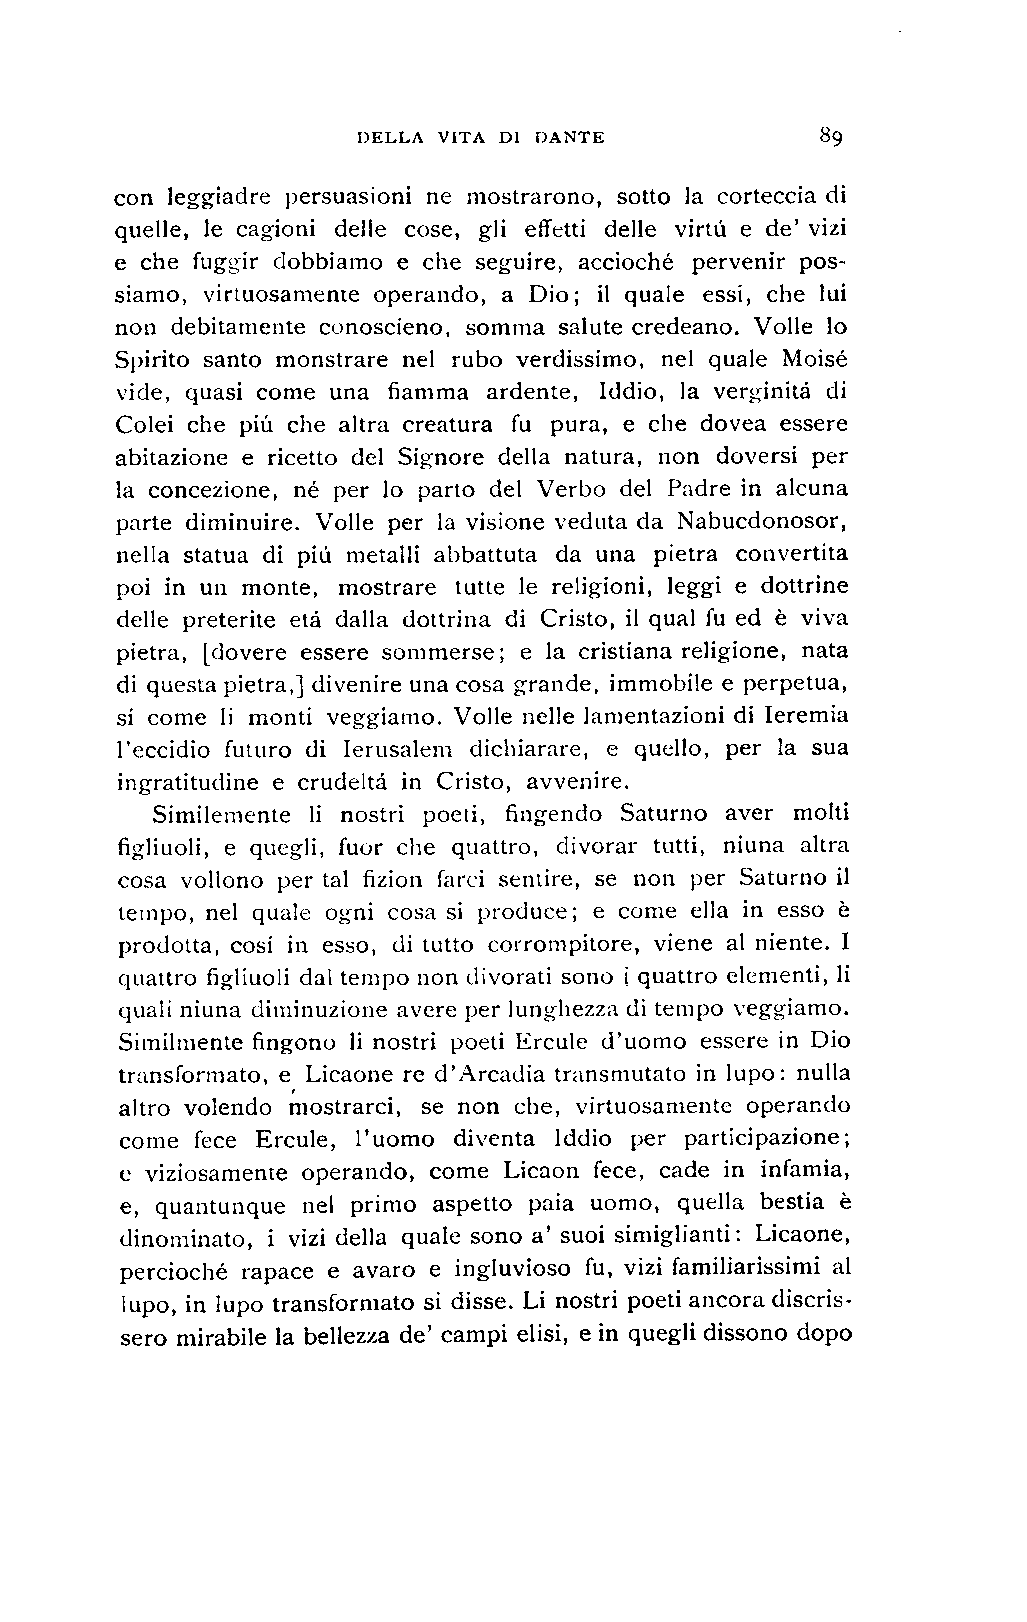 DELLA VITA DI DANTE 89
con leggiadre persuasioni ne mostrarono, sotto la corteccia di
quelle, le cagioni delle cose, gli effetti delle virtú e de' vizi
e che fuggir dobbiamo e che seguire, accioché pervenir pos-
siamo, virtuosamente operando, a Dio; il quale essi, che lui
non debitamente conoscieno, somma salute credeano. Volle lo
Spirito santo monstrare nel rubo verdissimo, nel quale Moisé
vide, quasi come una fiamma ardente, Iddio, la verginitá di
Colei che piú che altra creatura fu pura, e che dovea essere
abitazione e ricetto del Signore della natura, non doversi per
la concezione, né per lo parto del Verbo del Padre in alcuna
parte diminuire. Volle per la visione veduta da Nabucdonosor,
nella statua di piú metalli abbattuta da una pietra convertita
poi in un monte, mostrare tutte le religioni, leggi e dottrine
delle preterite etá dalla dottrina di Cristo, il qual fu ed è viva
pietra, [dovere essere sommerse; e la cristiana religione, nata
di questa pietra,] divenire una cosa grande, immobile e perpetua,
sí come li monti veggiamo. Volle nelle lamentazioni di Ieremia
l'eccidio futuro di Ierusalem dichiarare, e quello, per la sua
ingratitudine e crudeltá in Cristo, avvenire.
Similemente li nostri poeti, fingendo Saturno aver molti
figliuoli, e quegli, fuor che quattro, divorar tutti, niuna altra
cosa vollono per tal fizion farci sentire, se non per Saturno il
tempo, nel quale ogni cosa si produce; e come ella in esso è
prodotta, cosí in esso, di tutto corrompitore, viene al niente. I
quattro figliuoli dal tempo non divorati sono i quattro elementi, li
quali niuna diminuzione avere per lunghezza di tempo veggiamo.
Similmente fingono li nostri poeti Ercule d'uomo essere in Dio
transformato, e Licaone re d'Arcadia transmutato in lupo: nulla
altro volendo mostrarci, se non che, virtuosamente operando
come fece Ercule, l'uomo diventa Iddio per participazione;
e viziosamente operando, come Licaon fece, cade in infamia,
e, quantunque nel primo aspetto paia uomo, quella bestia è
dinominato, i vizi della quale sono a' suoi simiglianti: Licaone,
percioché rapace e avaro e ingluvioso fu, vizi familiarissimi al
lupo, in lupo transformato si disse. Li nostri poeti ancora discris-
sero mirabile la bellezza de' campi elisi, e in quegli dissono dopo